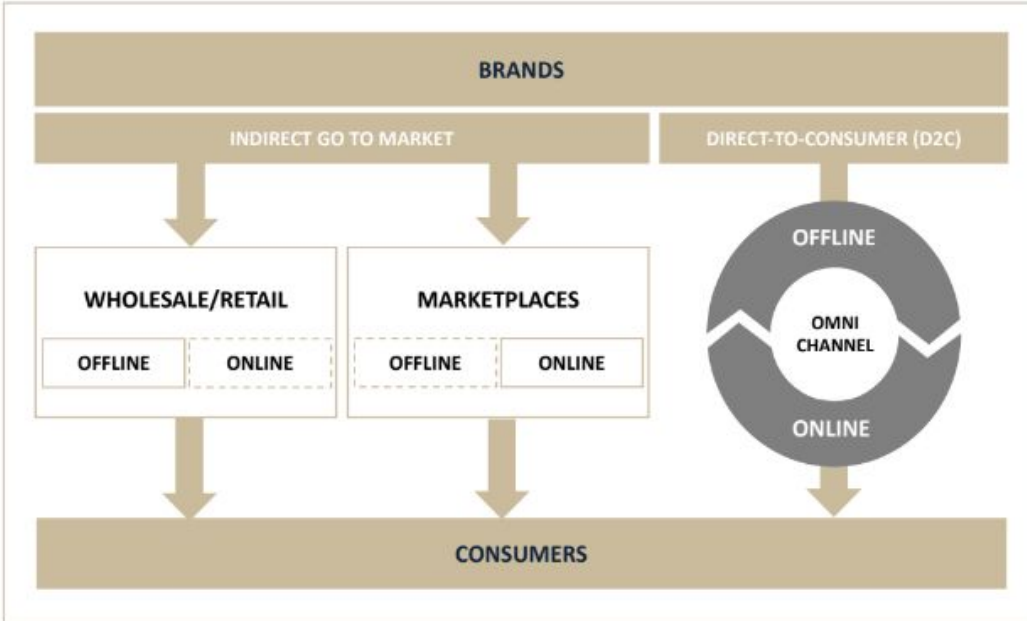 BRANDS
INDIRECT GO TO MARKET
DIRECT-TO-CONSUMER (D2C)
WHOLESALE/RETAIL
OFFLINE
ONLINE
MARKETPLACES
OFFLINE
ONLINE
OFFLINE
OMNI
CHANNEL
ONLINE
CONSUMERS